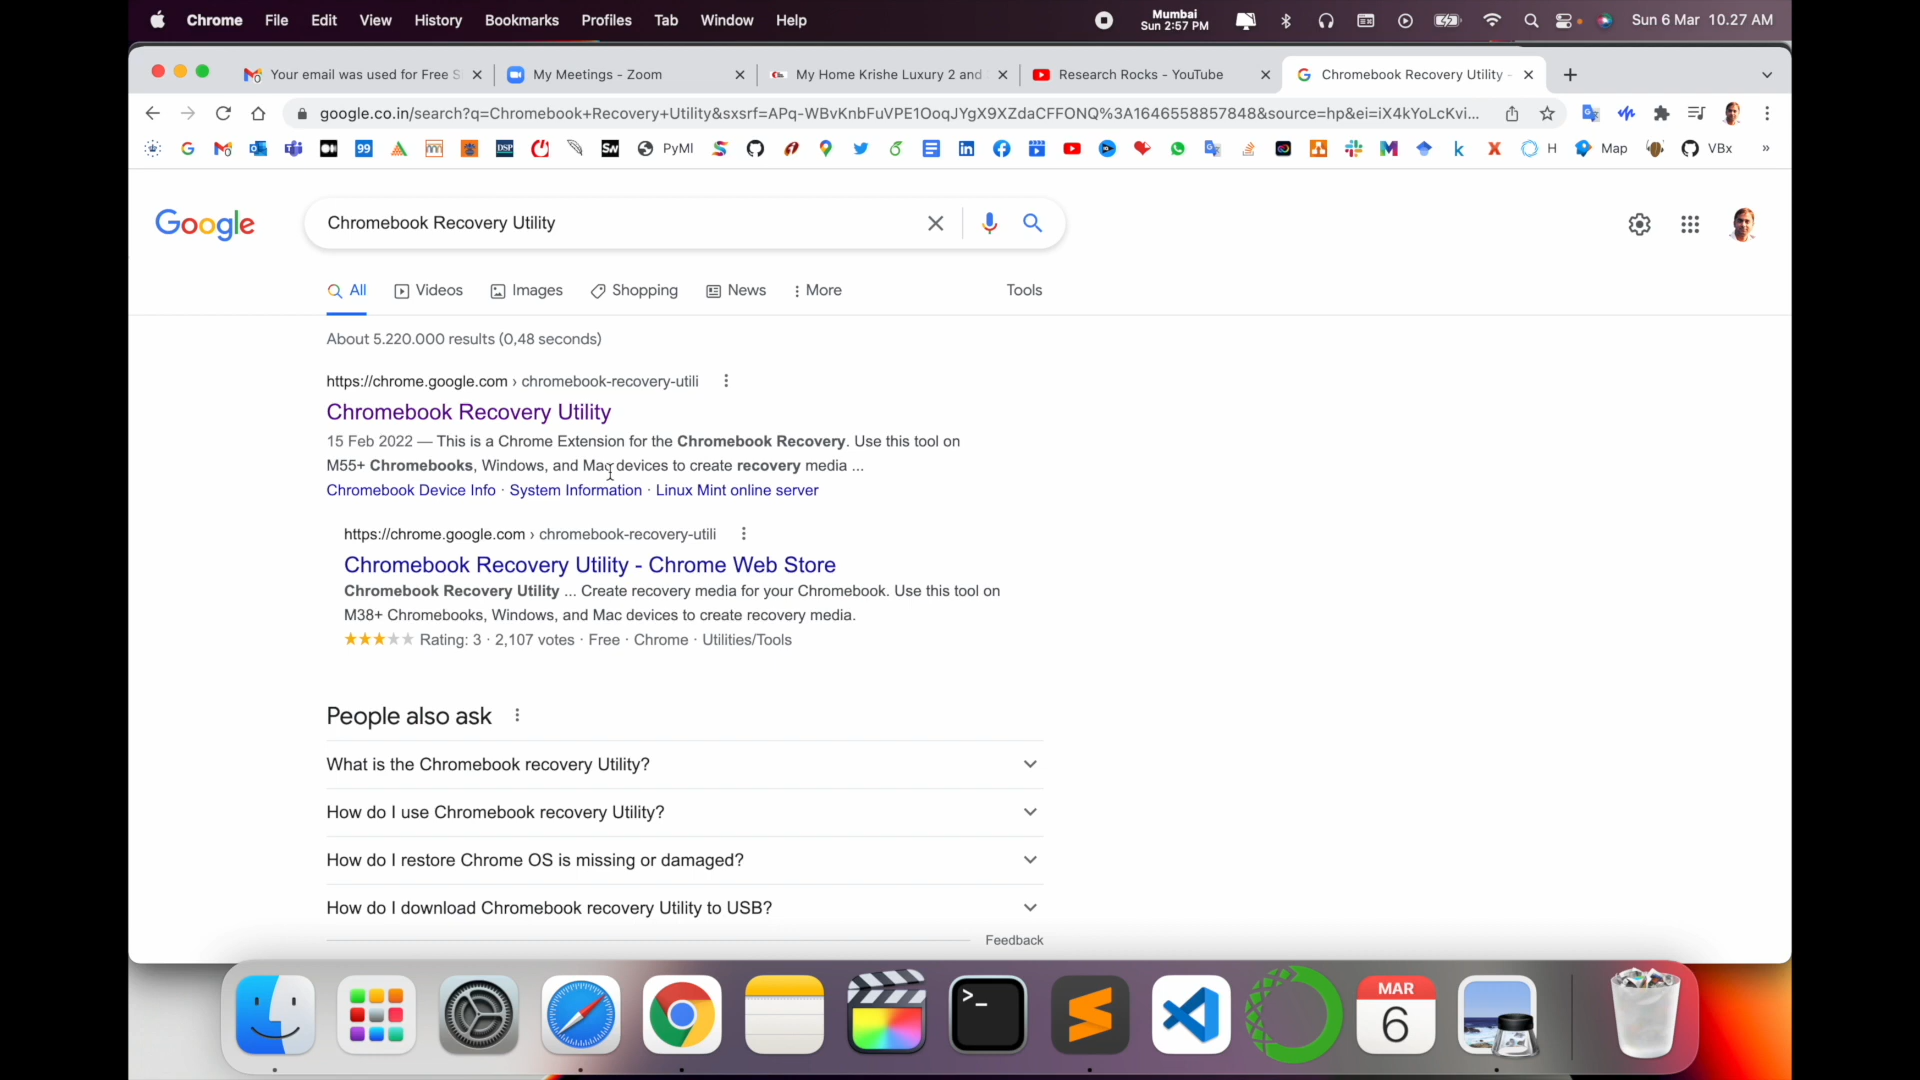 Chrome File Edit View History Bookmarks Profiles Tab Window Help
Mumbai
Sun 2:57 PM
Sun 6 Mar 10.27 AM
Your email was used for Free S
My Meetings - Zoom
My Home Krishe Luxury 2 and
Research Rocks - YouTube
Chromebook Recovery Utility -
google.co.in/search?q=Chromebook+Recovery+Utility&sxsrf=APq-WBvKnbFuVPE1OoqJYgX9XZdaCFFONQ%3A1646558857848&source=hp&ei=iX4kYoLcKvi...
99 DSP PyMI H Map VBx »
Google
Chromebook Recovery Utility
All Videos Images Shopping News More Tools
About 5.220.000 results (0,48 seconds)
https://chrome.google.com › chromebook-recovery-utili
Chromebook Recovery Utility
15 Feb 2022 — This is a Chrome Extension for the Chromebook Recovery. Use this tool on
M55+ Chromebooks, Windows, and Mac devices to create recovery media ...
Chromebook Device Info · System Information · Linux Mint online server
https://chrome.google.com › chromebook-recovery-utili
Chromebook Recovery Utility - Chrome Web Store
Chromebook Recovery Utility ... Create recovery media for your Chromebook. Use this tool on
M38+ Chromebooks, Windows, and Mac devices to create recovery media.
Rating: 3 · 2,107 votes · Free · Chrome · Utilities/Tools
People also ask
What is the Chromebook recovery Utility?
How do I use Chromebook recovery Utility?
How do I restore Chrome OS is missing or damaged?
How do I download Chromebook recovery Utility to USB?
Feedback
MAR
6